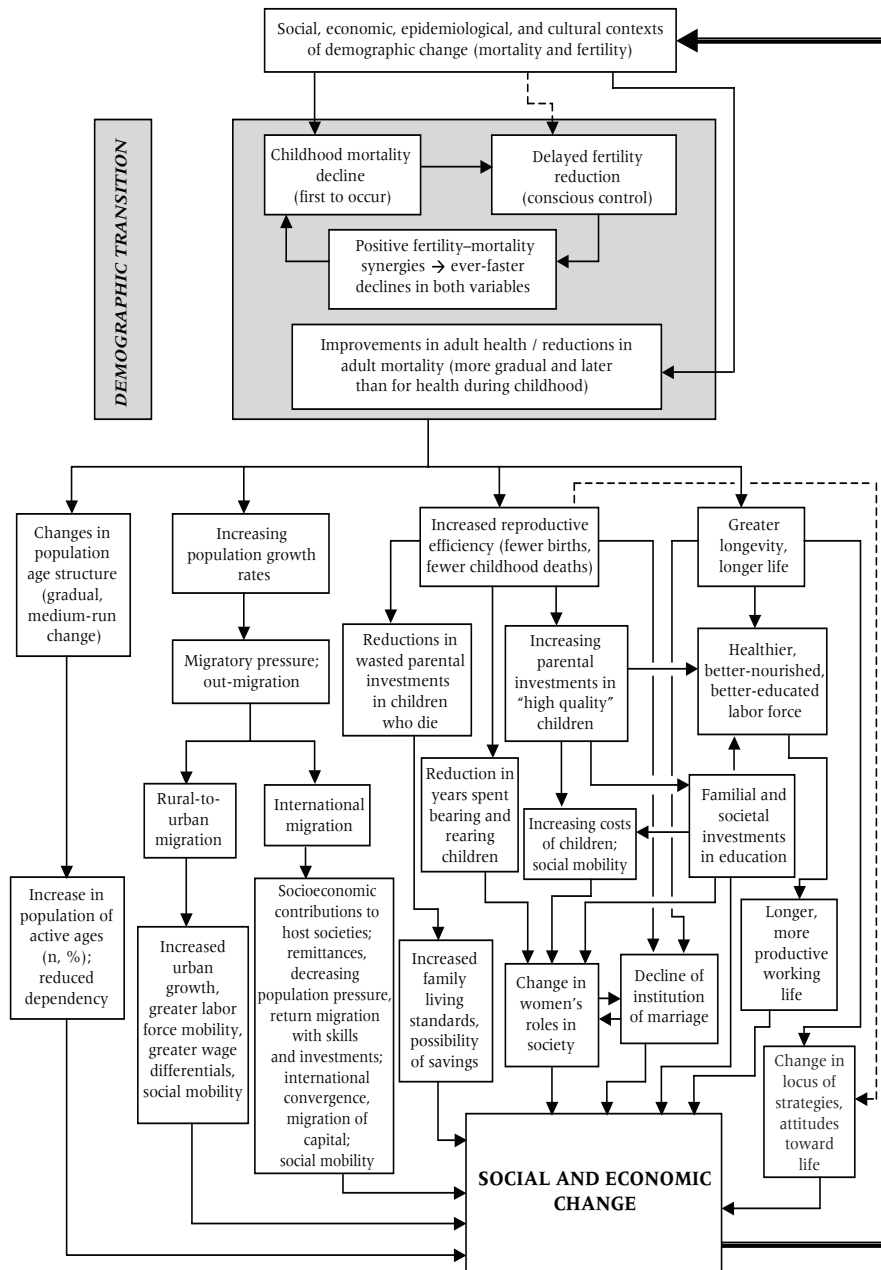 Social, economic, epidemiological, and cultural contexts
of demographic change (mortality and fertility)
DEMOGRAPHIC TRANSITION
Childhood mortality
decline
(first to occur)
Delayed fertility
reduction
(conscious control)
Positive fertility–mortality
synergies → ever-faster
declines in both variables
Improvements in adult health / reductions in
adult mortality (more gradual and later
than for health during childhood)
Changes in
population
age structure
(gradual,
medium-run
change)
Increasing
population growth
rates
Increased reproductive
efficiency (fewer births,
fewer childhood deaths)
Greater
longevity,
longer life
Migratory pressure;
out-migration
Reductions in
wasted parental
investments
in children
who die
Increasing
parental
investments in
“high quality”
children
Healthier,
better-nourished,
better-educated
labor force
Rural-to-
urban
migration
International
migration
Reduction in
years spent
bearing and
rearing
children
Increasing costs
of children;
social mobility
Familial and
societal
investments
in education
Increase in
population of
active ages
(n, %);
reduced
dependency
Increased
urban
growth,
greater labor
force mobility,
greater wage
differentials,
social mobility
Socioeconomic
contributions to
host societies;
remittances,
decreasing
population pressure,
return migration
with skills
and investments;
international
convergence,
migration of
capital;
social mobility
Increased
family
living
standards,
possibility
of savings
Change in
women’s
roles in
society
Decline of
institution
of marriage
Longer,
more
productive
working
life
Change in
locus of
strategies,
attitudes
toward
life
SOCIAL AND ECONOMIC
CHANGE